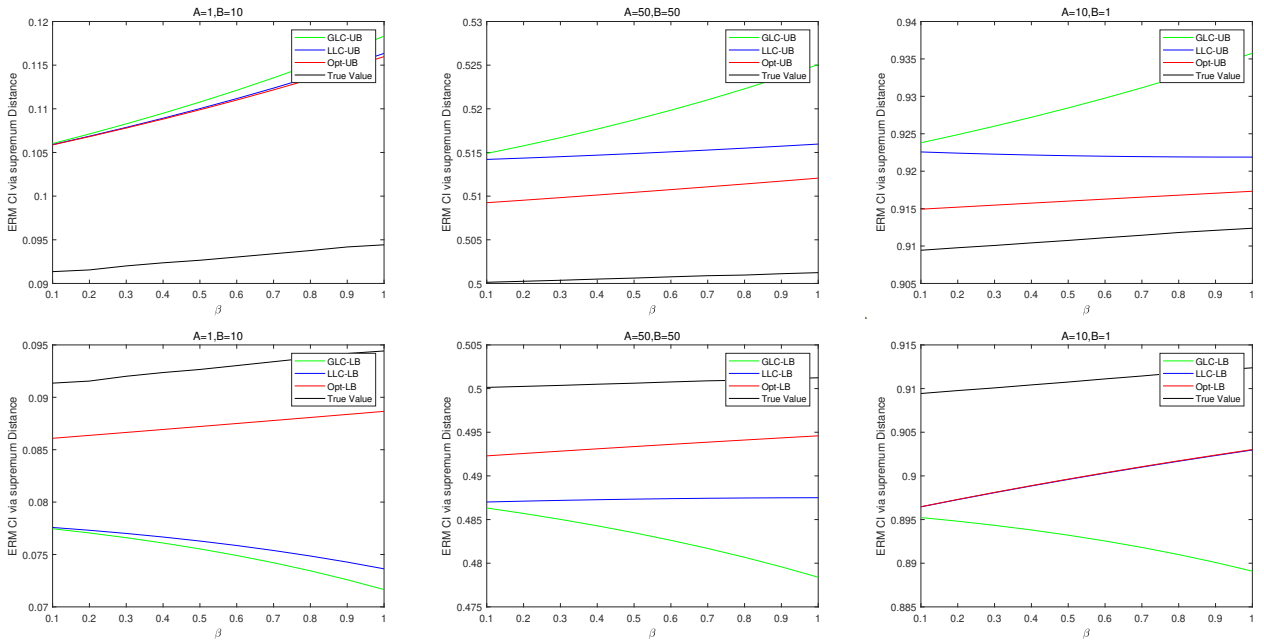 A=1,B=10
0.12
0.115
0.11
0.105
0.1
0.095
0.09
ERM CI via supremum Distance
GLC-UB
LLC-UB
Opt-UB
True Value
0.1 0.2 0.3 0.4 0.5 0.6 0.7 0.8 0.9 1
β
A=50,B=50
0.53
0.525
0.52
0.515
0.51
0.505
0.5
ERM CI via supremum Distance
GLC-UB
LLC-UB
Opt-UB
True Value
0.1 0.2 0.3 0.4 0.5 0.6 0.7 0.8 0.9 1
β
A=10,B=1
0.94
0.935
0.93
0.925
0.92
0.915
0.91
0.905
ERM CI via supremum Distance
GLC-UB
LLC-UB
Opt-UB
True Value
0.1 0.2 0.3 0.4 0.5 0.6 0.7 0.8 0.9 1
β
A=1,B=10
0.095
0.09
0.085
0.08
0.075
0.07
ERM CI via supremum Distance
GLC-LB
LLC-LB
Opt-LB
True Value
0.1 0.2 0.3 0.4 0.5 0.6 0.7 0.8 0.9 1
β
A=50,B=50
0.505
0.5
0.495
0.49
0.485
0.48
0.475
ERM CI via supremum Distance
GLC-LB
LLC-LB
Opt-LB
True Value
0.1 0.2 0.3 0.4 0.5 0.6 0.7 0.8 0.9 1
β
A=10,B=1
0.915
0.91
0.905
0.9
0.895
0.89
0.885
ERM CI via supremum Distance
GLC-LB
LLC-LB
Opt-LB
True Value
0.1 0.2 0.3 0.4 0.5 0.6 0.7 0.8 0.9 1
β